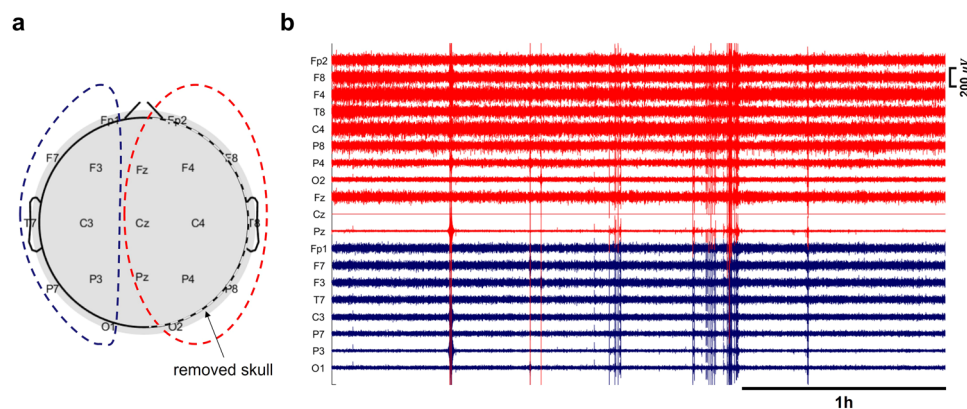 a
Fp1 Fp2
F7 F3 Fz F4 F8
T7 C3 Cz C4 T8
P7 P3 Pz P4 P8
O1 O2
removed skull
b
Fp2
F8
F4
T8
C4
P8
P4
O2
Fz
Cz
Pz
Fp1
F7
F3
T7
C3
P7
P3
O1
200 μV
1h